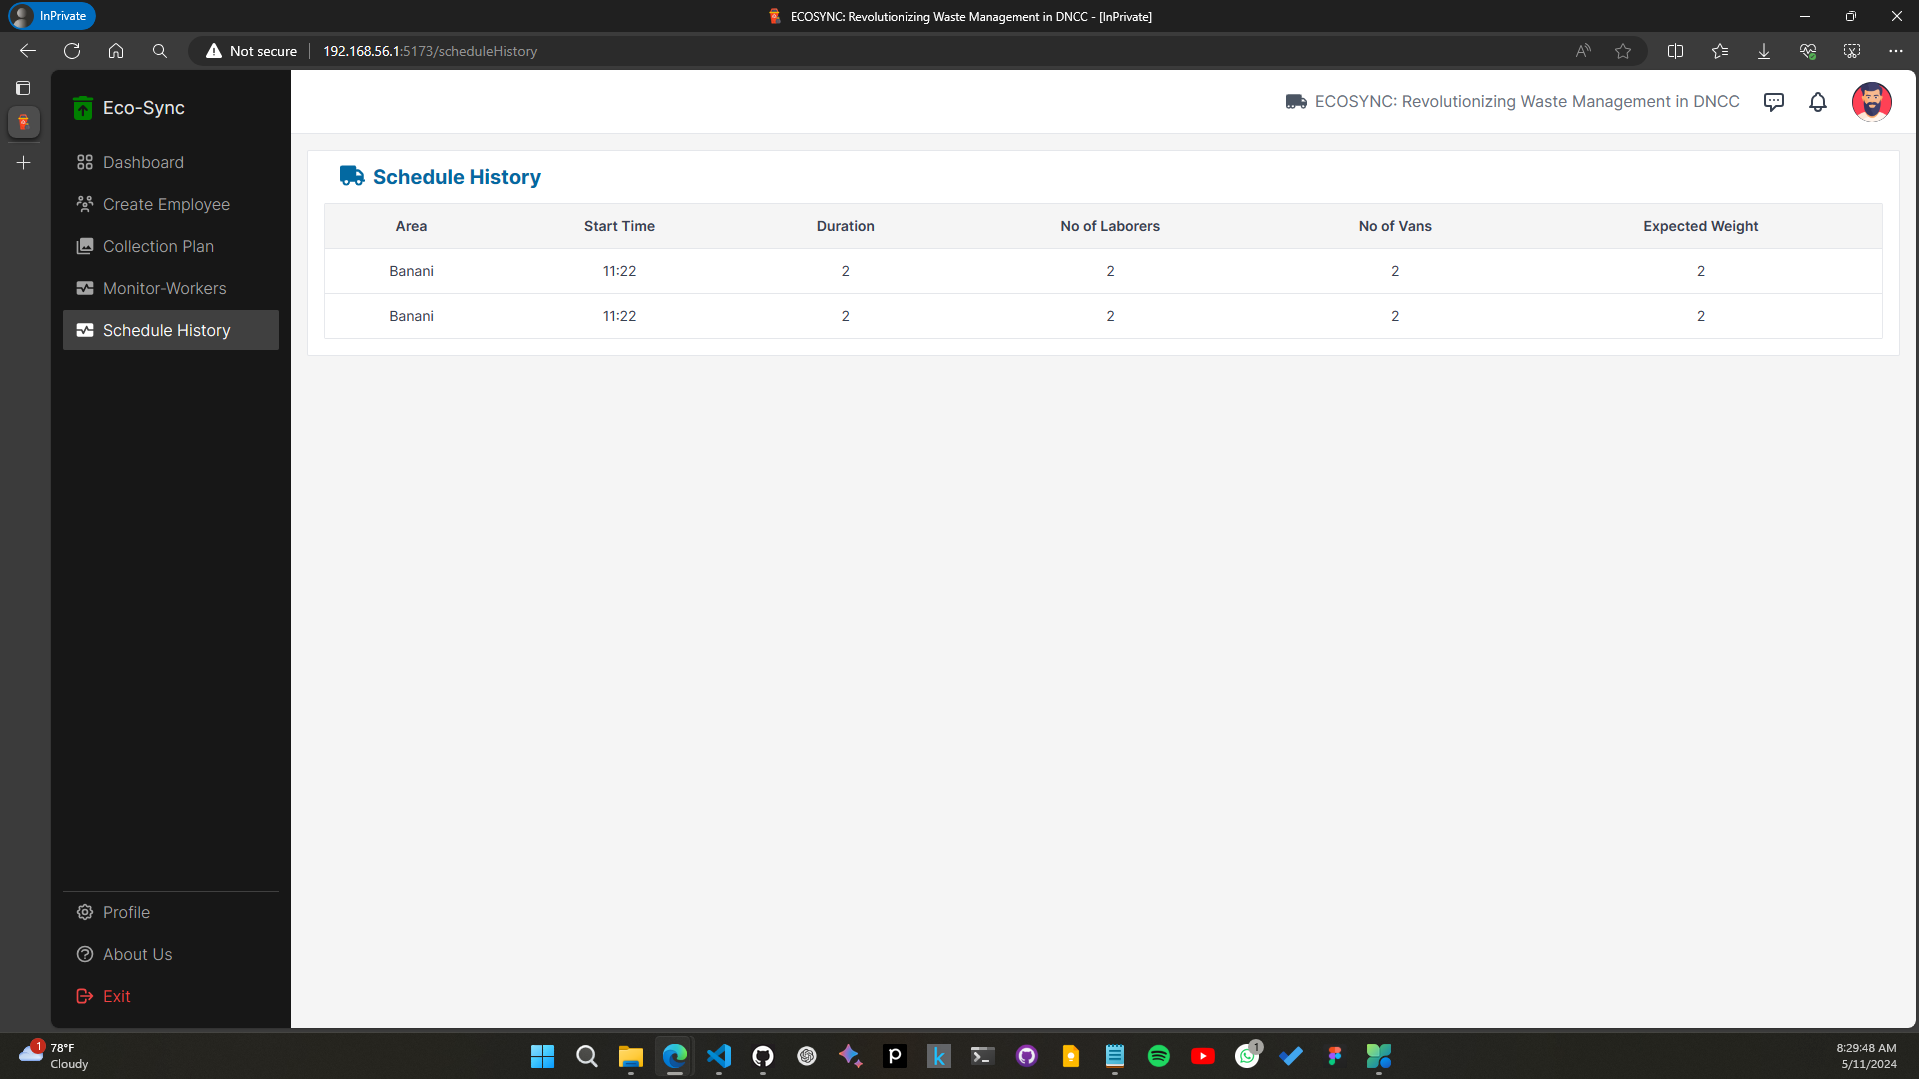 InPrivate
ECOSYNC: Revolutionizing Waste Management in DNCC - [InPrivate]
Not secure
192.168.56.1:5173/scheduleHistory
Eco-Sync
ECOSYNC: Revolutionizing Waste Management in DNCC
Dashboard
Create Employee
Collection Plan
Monitor-Workers
Schedule History
Schedule History
Area Start Time Duration No of Laborers No of Vans Expected Weight
Banani 11:22 2 2 2 2
Banani 11:22 2 2 2 2
Profile
About Us
Exit
1
78°F
Cloudy
1
8:29:48 AM
5/11/2024